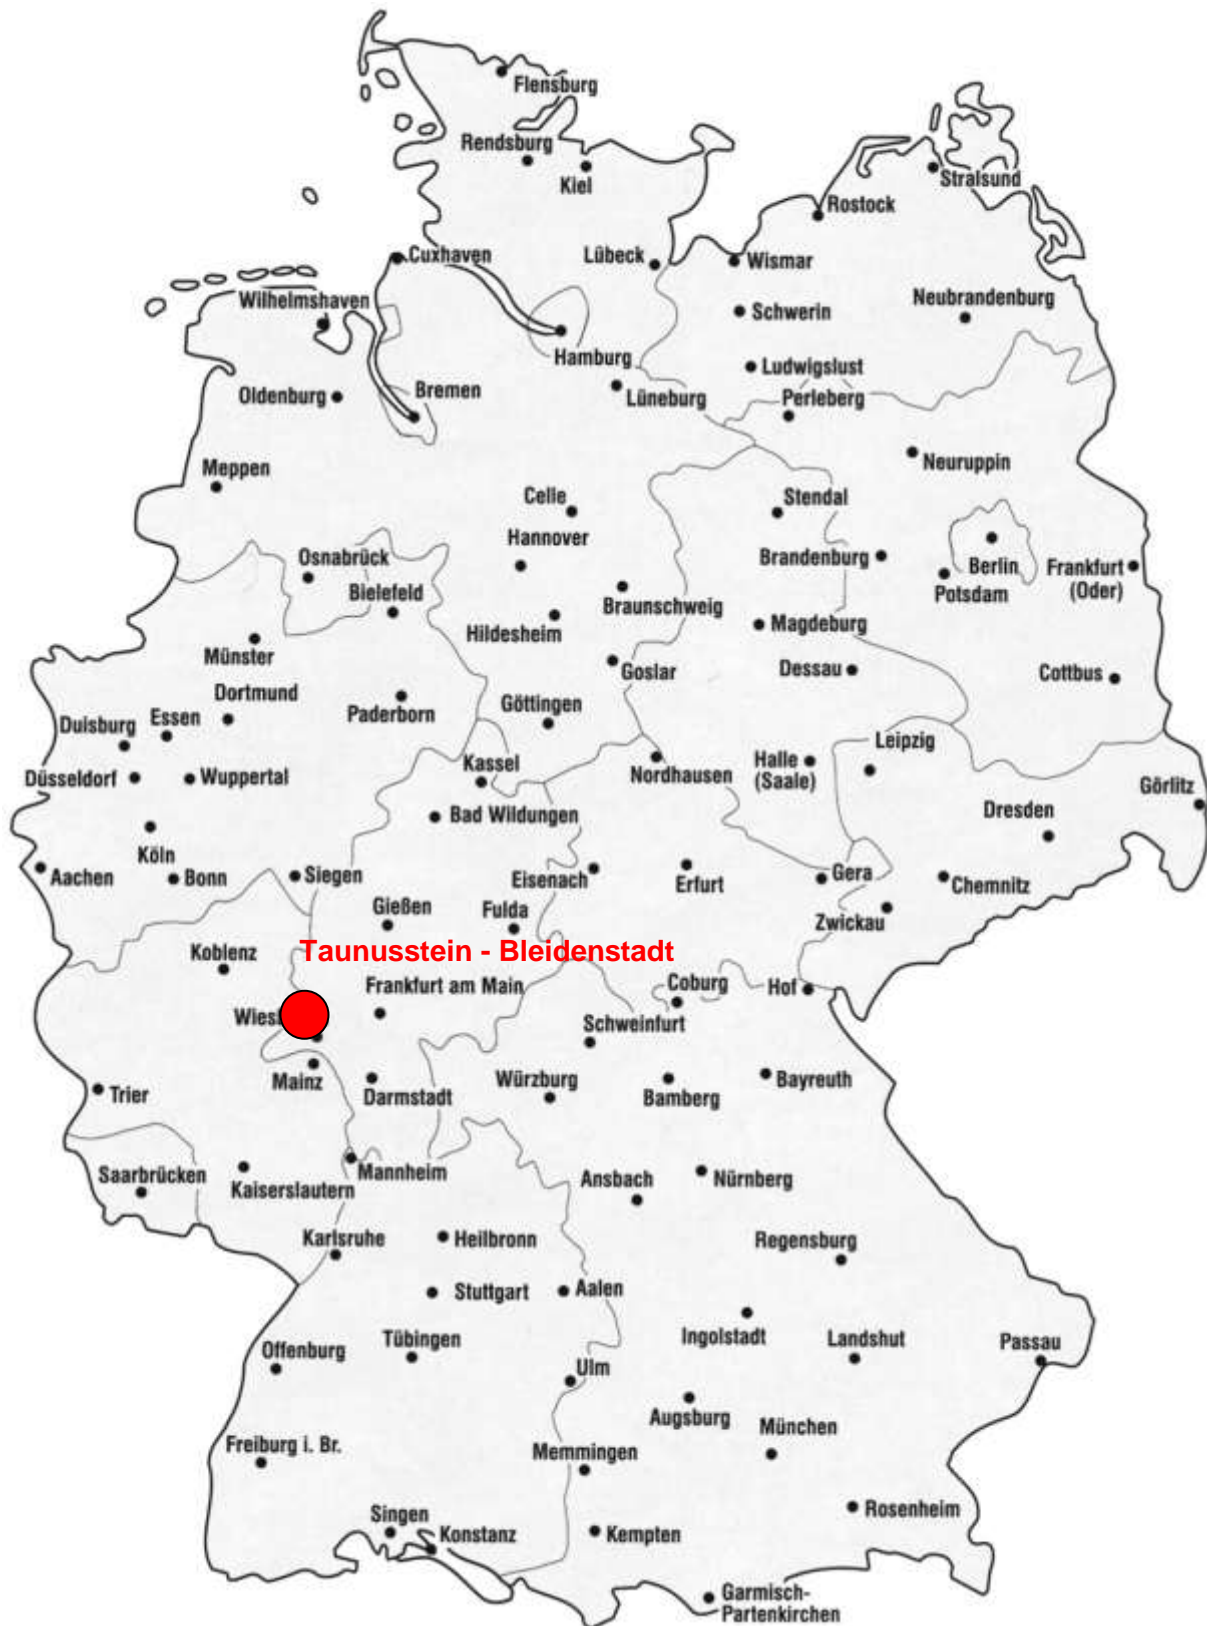 Flensburg
Rendsburg
Kiel
Stralsund
Rostock
Cuxhaven
Lübeck
Wismar
Wilhelmshaven
Schwerin
Neubrandenburg
Hamburg
Ludwigslust
Oldenburg
Bremen
Lüneburg
Perleberg
Meppen
Neuruppin
Celle
Stendal
Hannover
Osnabrück
Brandenburg
Berlin
Frankfurt
(Oder)
Bielefeld
Potsdam
Braunschweig
Hildesheim
Magdeburg
Münster
Goslar
Dessau
Cottbus
Dortmund
Paderborn
Göttingen
Duisburg
Essen
Leipzig
Düsseldorf
Wuppertal
Kassel
Nordhausen
Halle
(Saale)
Görlitz
Bad Wildungen
Dresden
Köln
Aachen
Bonn
Siegen
Eisenach
Erfurt
Gera
Chemnitz
Gießen
Fulda
Zwickau
Taunusstein - Bleidenstadt
Koblenz
Frankfurt am Main
Coburg
Hof
Schweinfurt
Mainz
Trier
Darmstadt
Würzburg
Bamberg
Bayreuth
Saarbrücken
Kaiserslautern
Mannheim
Ansbach
Nürnberg
Karlsruhe
Heilbronn
Regensburg
Stuttgart
Aalen
Ingolstadt
Landshut
Passau
Offenburg
Tübingen
Ulm
Augsburg
München
Freiburg i. Br.
Memmingen
Singen
Konstanz
Kempten
Rosenheim
Garmisch-
Partenkirchen